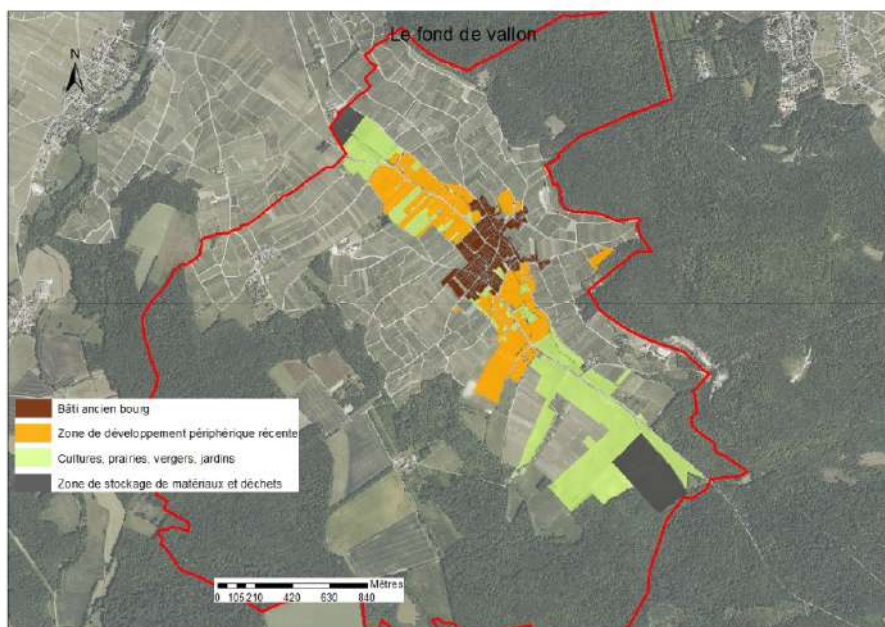 Le fond de vallon
N
Bâti ancien bourg
Zone de développement périphérique récente
Cultures, prairies, vergers, jardins
Zone de stockage de matériaux et déchets
Mètres
0 105 210 420 630 840